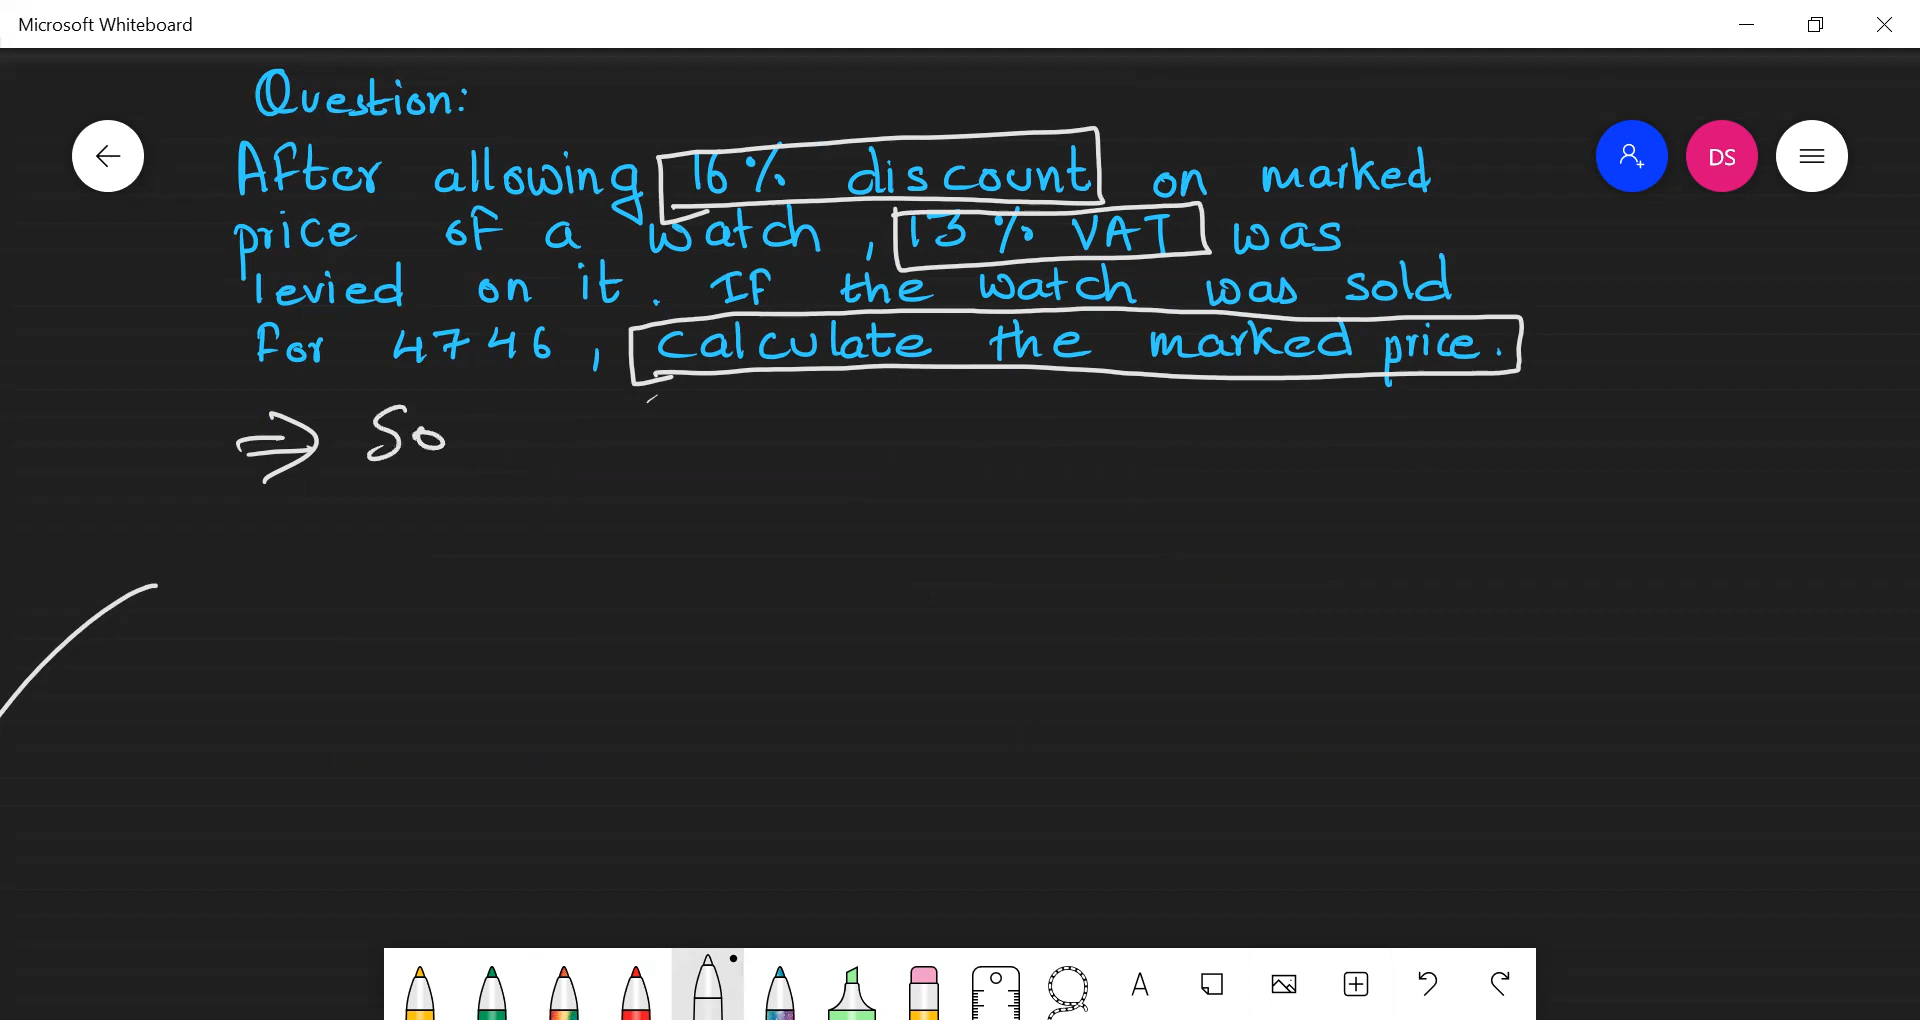 Microsoft Whiteboard
Question:
After allowing 16% discount on marked
price of a watch, 13% VAT was
levied on it. If the watch was sold
for 4746, calculate the marked price.
⇒ So
DS
A